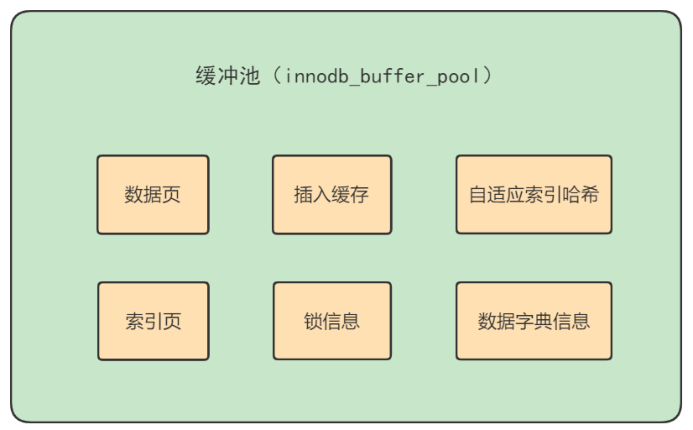 缓冲池（innodb_buffer_pool）
数据页
插入缓存
自适应索引哈希
索引页
锁信息
数据字典信息